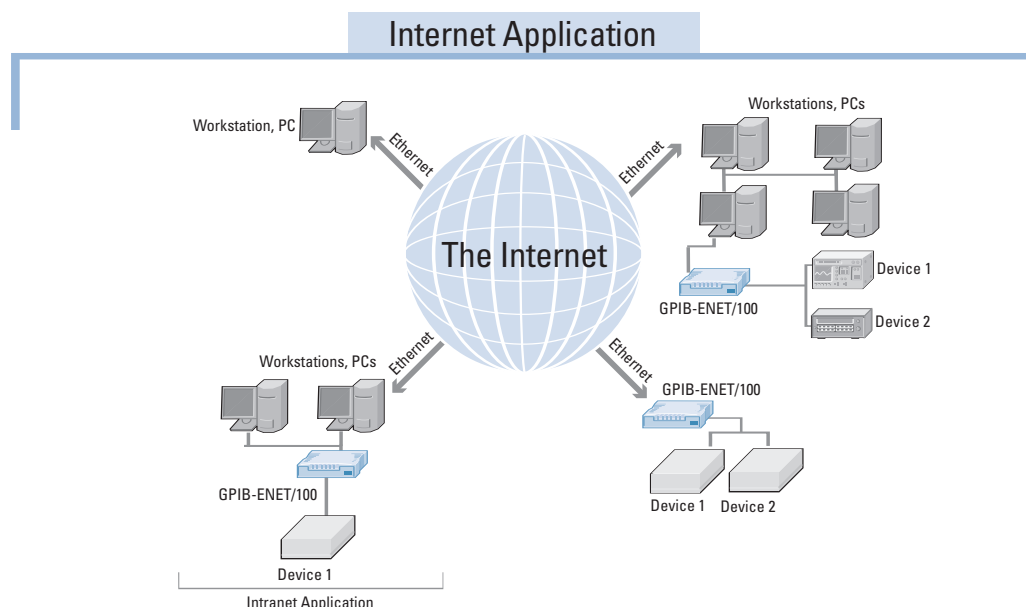 Internet Application
Workstation, PC
Ethernet
Ethernet
Workstations, PCs
The Internet
GPIB-ENET/100
Device 1
Device 2
Workstations, PCs
Ethernet
Ethernet
GPIB-ENET/100
GPIB-ENET/100
Device 1
Device 2
Device 1
Intranet Application